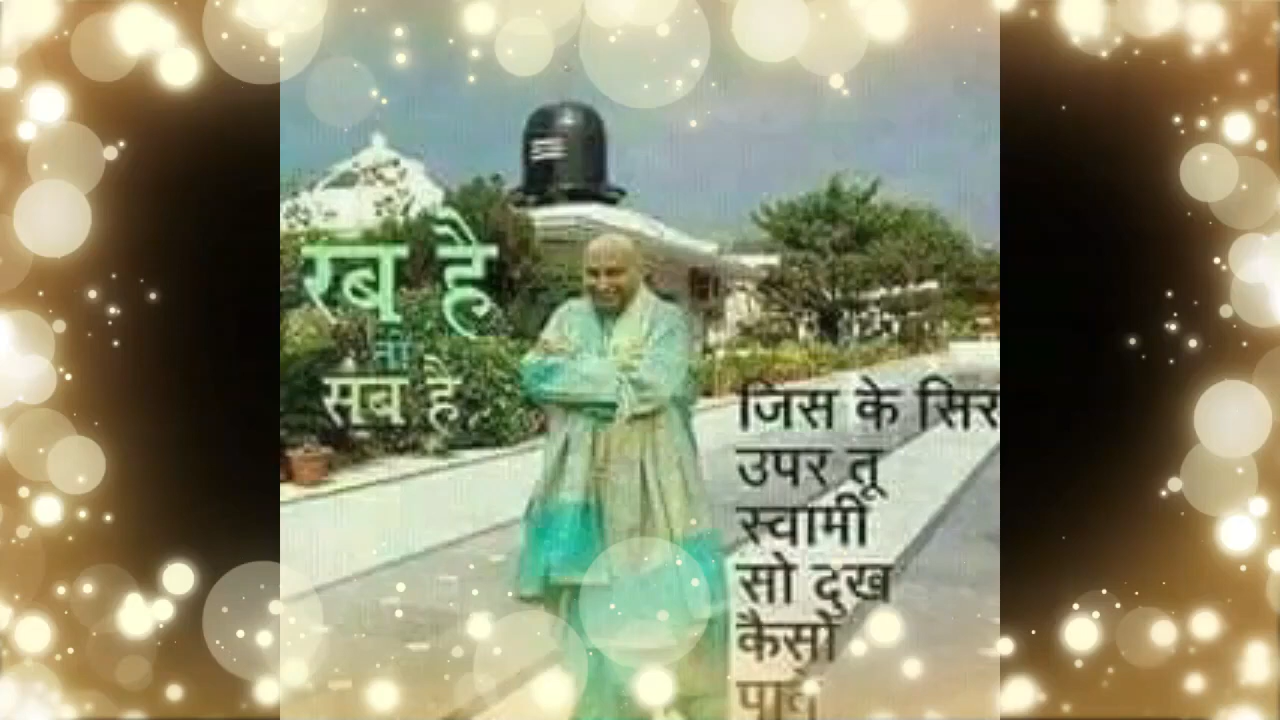 रब है
तो
सब है
जिस के सिर
उपर तू
स्वामी
सो दुख
कैसो
पावे